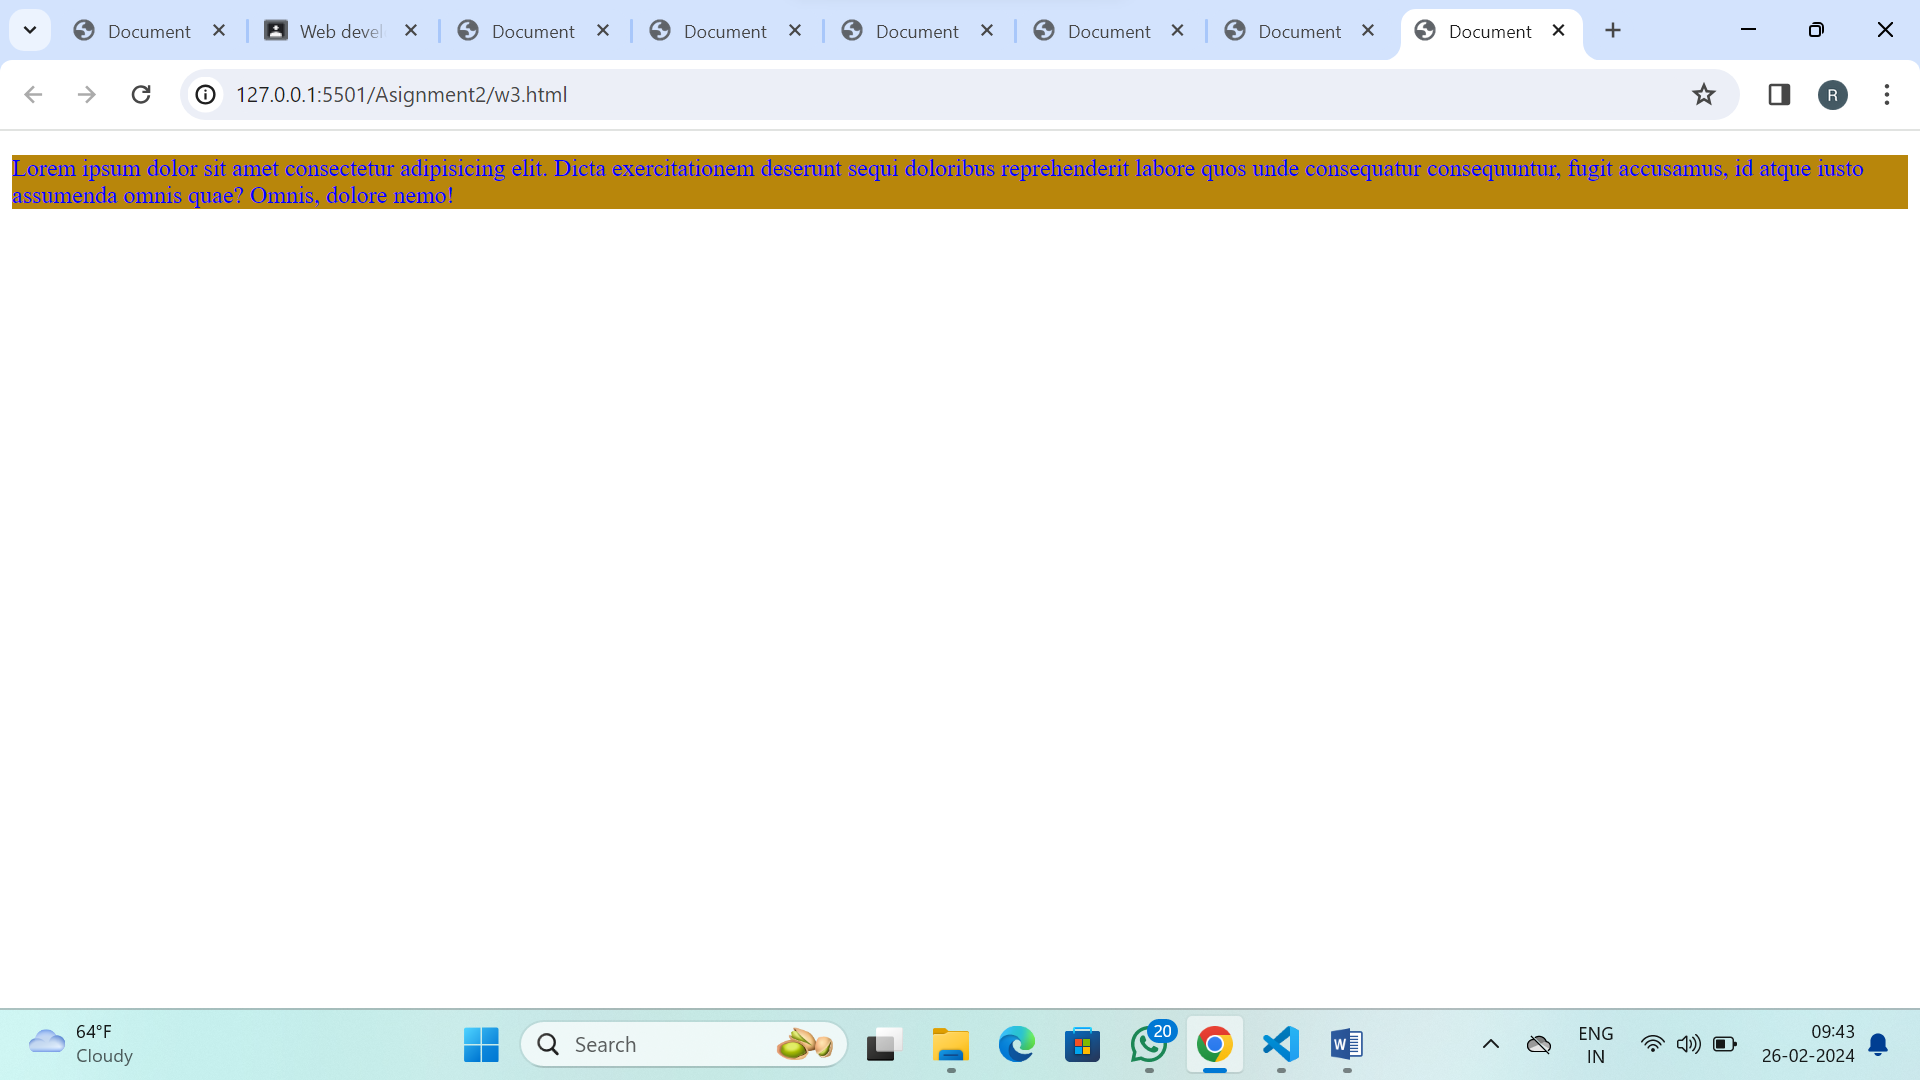 Document
Web devel
Document
Document
Document
Document
Document
Document
127.0.0.1:5501/Asignment2/w3.html
R
Lorem ipsum dolor sit amet consectetur adipisicing elit. Dicta exercitationem deserunt sequi doloribus reprehenderit labore quos unde consequatur consequuntur, fugit accusamus, id atque iusto
assumenda omnis quae? Omnis, dolore nemo!
64°F
Cloudy
Search
20
W
ENG
IN
09:43
26-02-2024